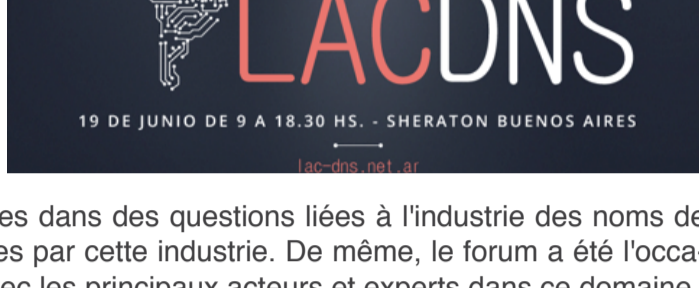 LACDNS
19 DE JUNIO DE 9 A 18.30 HS. - SHERATON BUENOS AIRES
lac-dns.net.ar
es dans des questions liées à l'industrie des noms de
es par cette industrie. De même, le forum a été l'occa-
ec les principaux acteurs et experts dans ce domaine